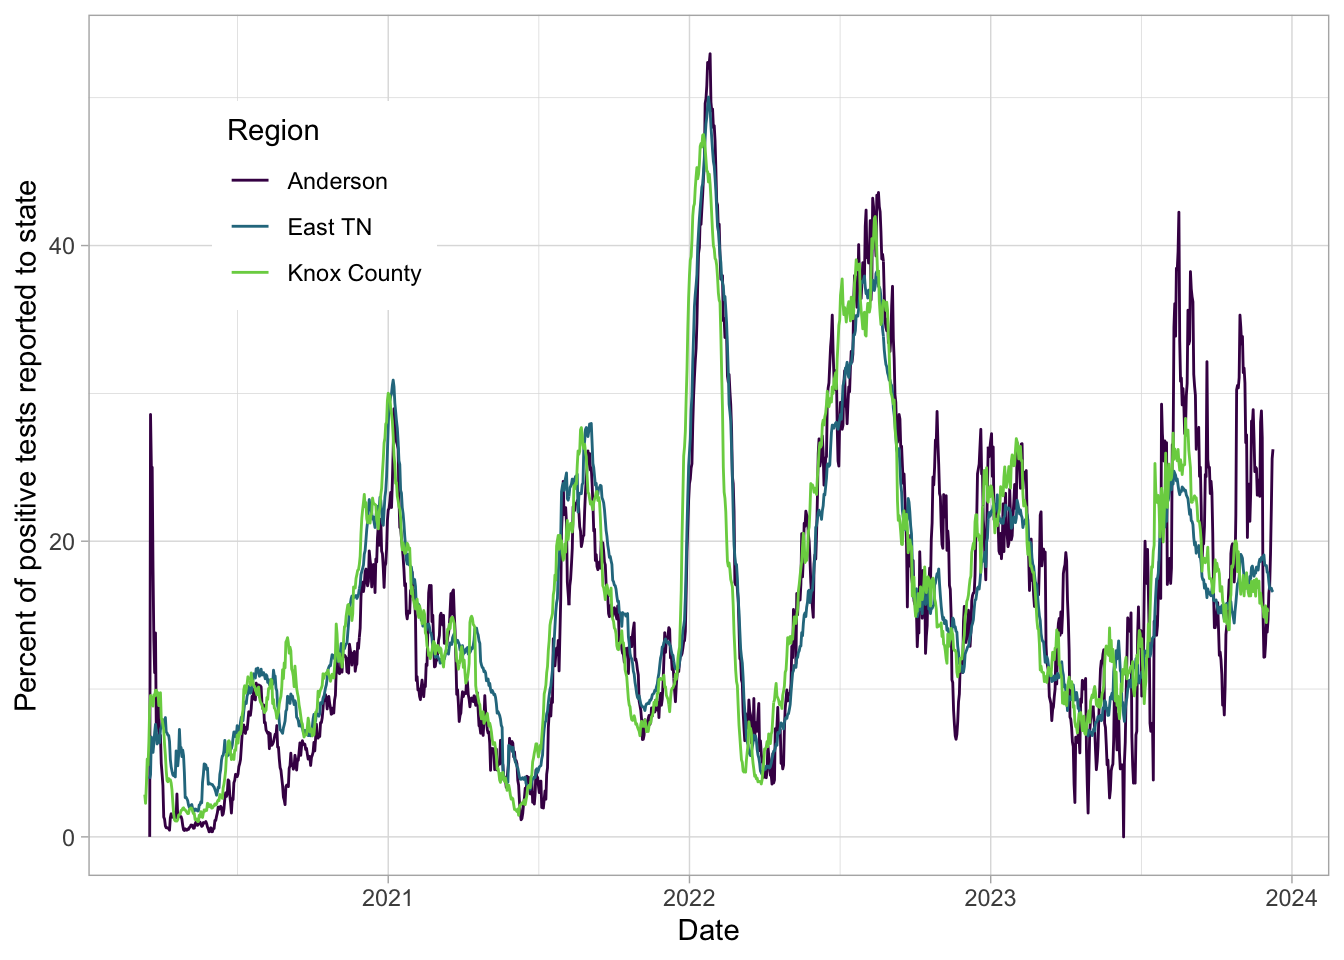 Region
Anderson
East TN
Knox County
Percent of positive tests reported to state
40
20
0
2021
2022
2023
2024
Date